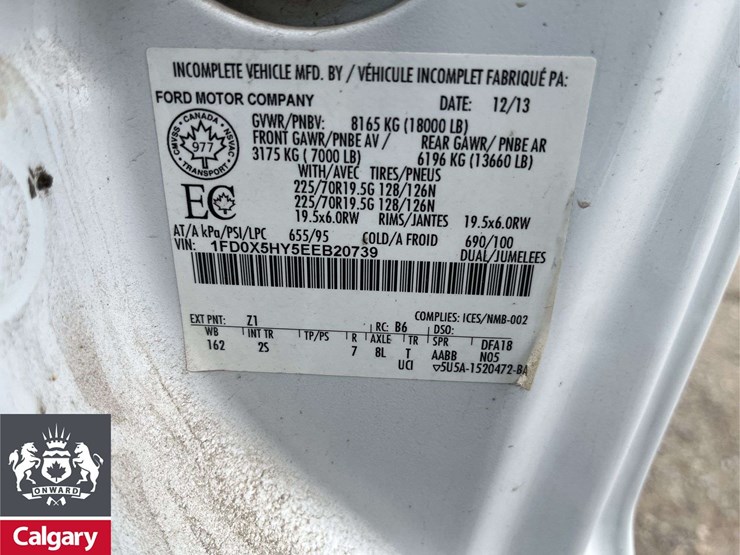 INCOMPLETE VEHICLE MFD. BY / VÉHICULE INCOMPLET FABRIQUÉ PA:
FORD MOTOR COMPANY DATE: 12/13
GVWR/PNBV: 8165 KG (18000 LB)
FRONT GAWR/PNBE AV / REAR GAWR/ PNBE AR
3175 KG ( 7000 LB) 6196 KG (13660 LB)
WITH/AVEC TIRES/PNEUS
225/70R19.5G 128/126N
225/70R19.5G 128/126N
19.5x6.0RW RIMS/JANTES 19.5x6.0RW
AT/A kPa/PSI/LPC 655/95 COLD/A FROID 690/100
VIN: 1FD0X5HY5EEB20739 DUAL/JUMELEES
CANADA
CMVSS NSVAC
977
TRANSPORT
EC
COMPLIES: ICES/NMB-002
EXT PNT: Z1 RC: B6 DSO:
WB INT TR TP/PS R AXLE TR SPR DFA18
162 2S 7 8L T AABB N05
UCI ▽5U5A-1520472-BA
ONWARD
Calgary